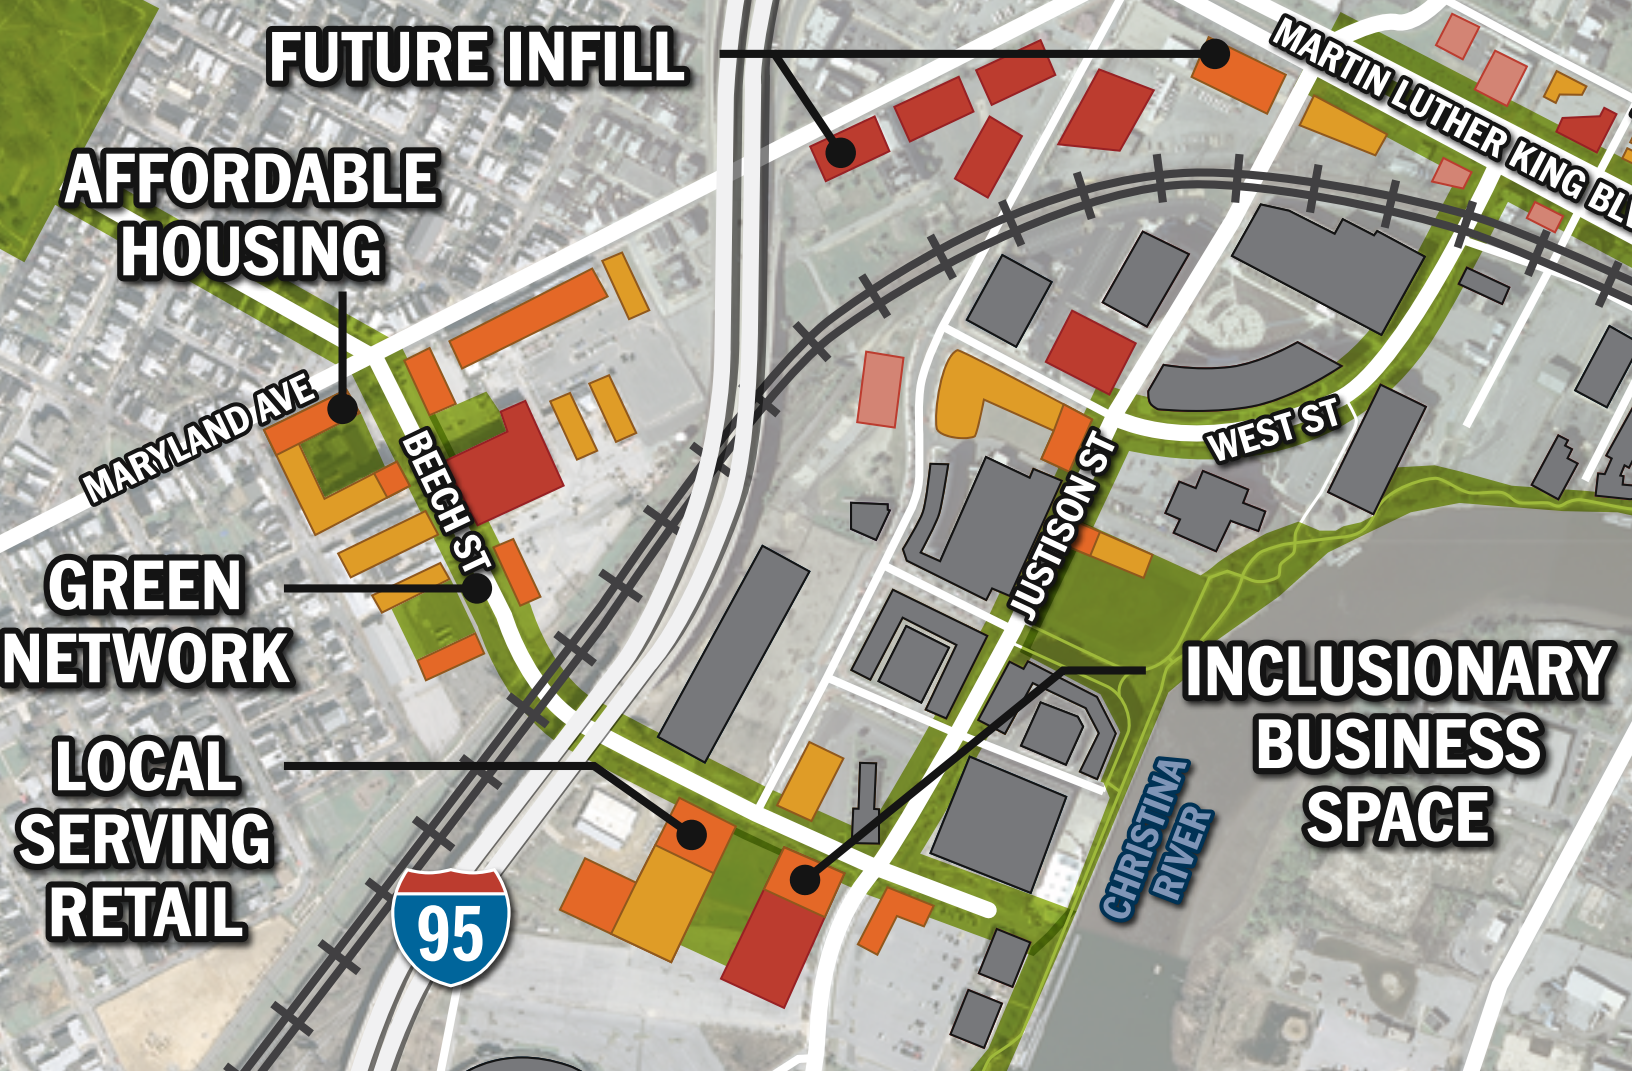 FUTURE INFILL
MARTIN LUTHER KING BLV
AFFORDABLE
HOUSING
MARYLAND AVE
BEECH ST
WEST ST
JUSTISON ST
GREEN
NETWORK
INCLUSIONARY
BUSINESS
SPACE
LOCAL
SERVING
RETAIL
CHRISTINA
RIVER
95